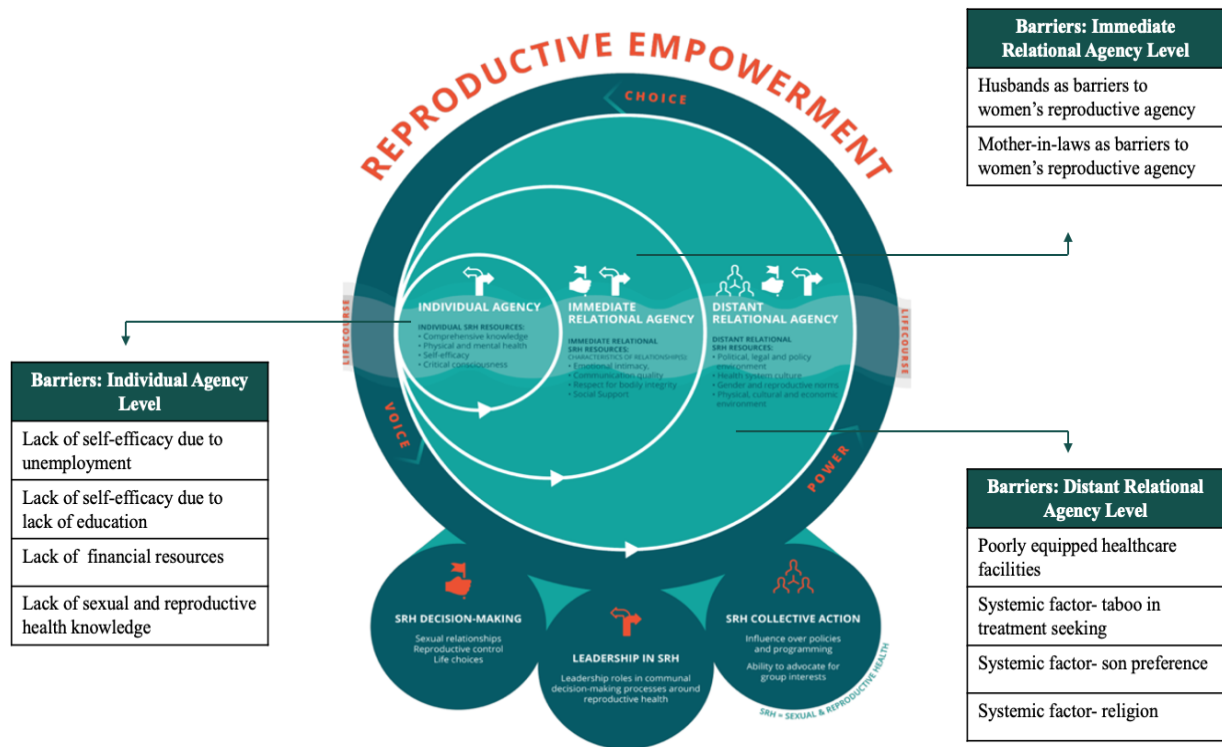 REPRODUCTIVE EMPOWERMENT
CHOICE
VOICE
POWER
LIFECOURSE
LIFECOURSE
INDIVIDUAL AGENCY
INDIVIDUAL SRH RESOURCES:
• Comprehensive knowledge
• Physical and mental health
• Self-efficacy
• Critical consciousness
IMMEDIATE
RELATIONAL AGENCY
IMMEDIATE RELATIONAL
SRH RESOURCES:
CHARACTERISTICS OF RELATIONSHIP(S):
• Emotional intimacy,
• Communication quality
• Respect for bodily integrity
• Social Support
DISTANT
RELATIONAL AGENCY
DISTANT RELATIONAL
SRH RESOURCES:
• Political, legal and policy
environment
• Health system culture
• Gender and reproductive norms
• Physical, cultural and economic
environment
SRH DECISION-MAKING
Sexual relationships
Reproductive control
Life choices
LEADERSHIP IN SRH
Leadership roles in communal
decision-making processes around
reproductive health
SRH COLLECTIVE ACTION
Influence over policies
and programming
Ability to advocate for
group interests
SRH = SEXUAL & REPRODUCTIVE HEALTH
Barriers: Individual Agency
Level
Lack of self-efficacy due to
unemployment
Lack of self-efficacy due to
lack of education
Lack of financial resources
Lack of sexual and reproductive
health knowledge
Barriers: Immediate
Relational Agency Level
Husbands as barriers to
women's reproductive agency
Mother-in-laws as barriers to
women's reproductive agency
Barriers: Distant Relational
Agency Level
Poorly equipped healthcare
facilities
Systemic factor- taboo in
treatment seeking
Systemic factor- son preference
Systemic factor- religion